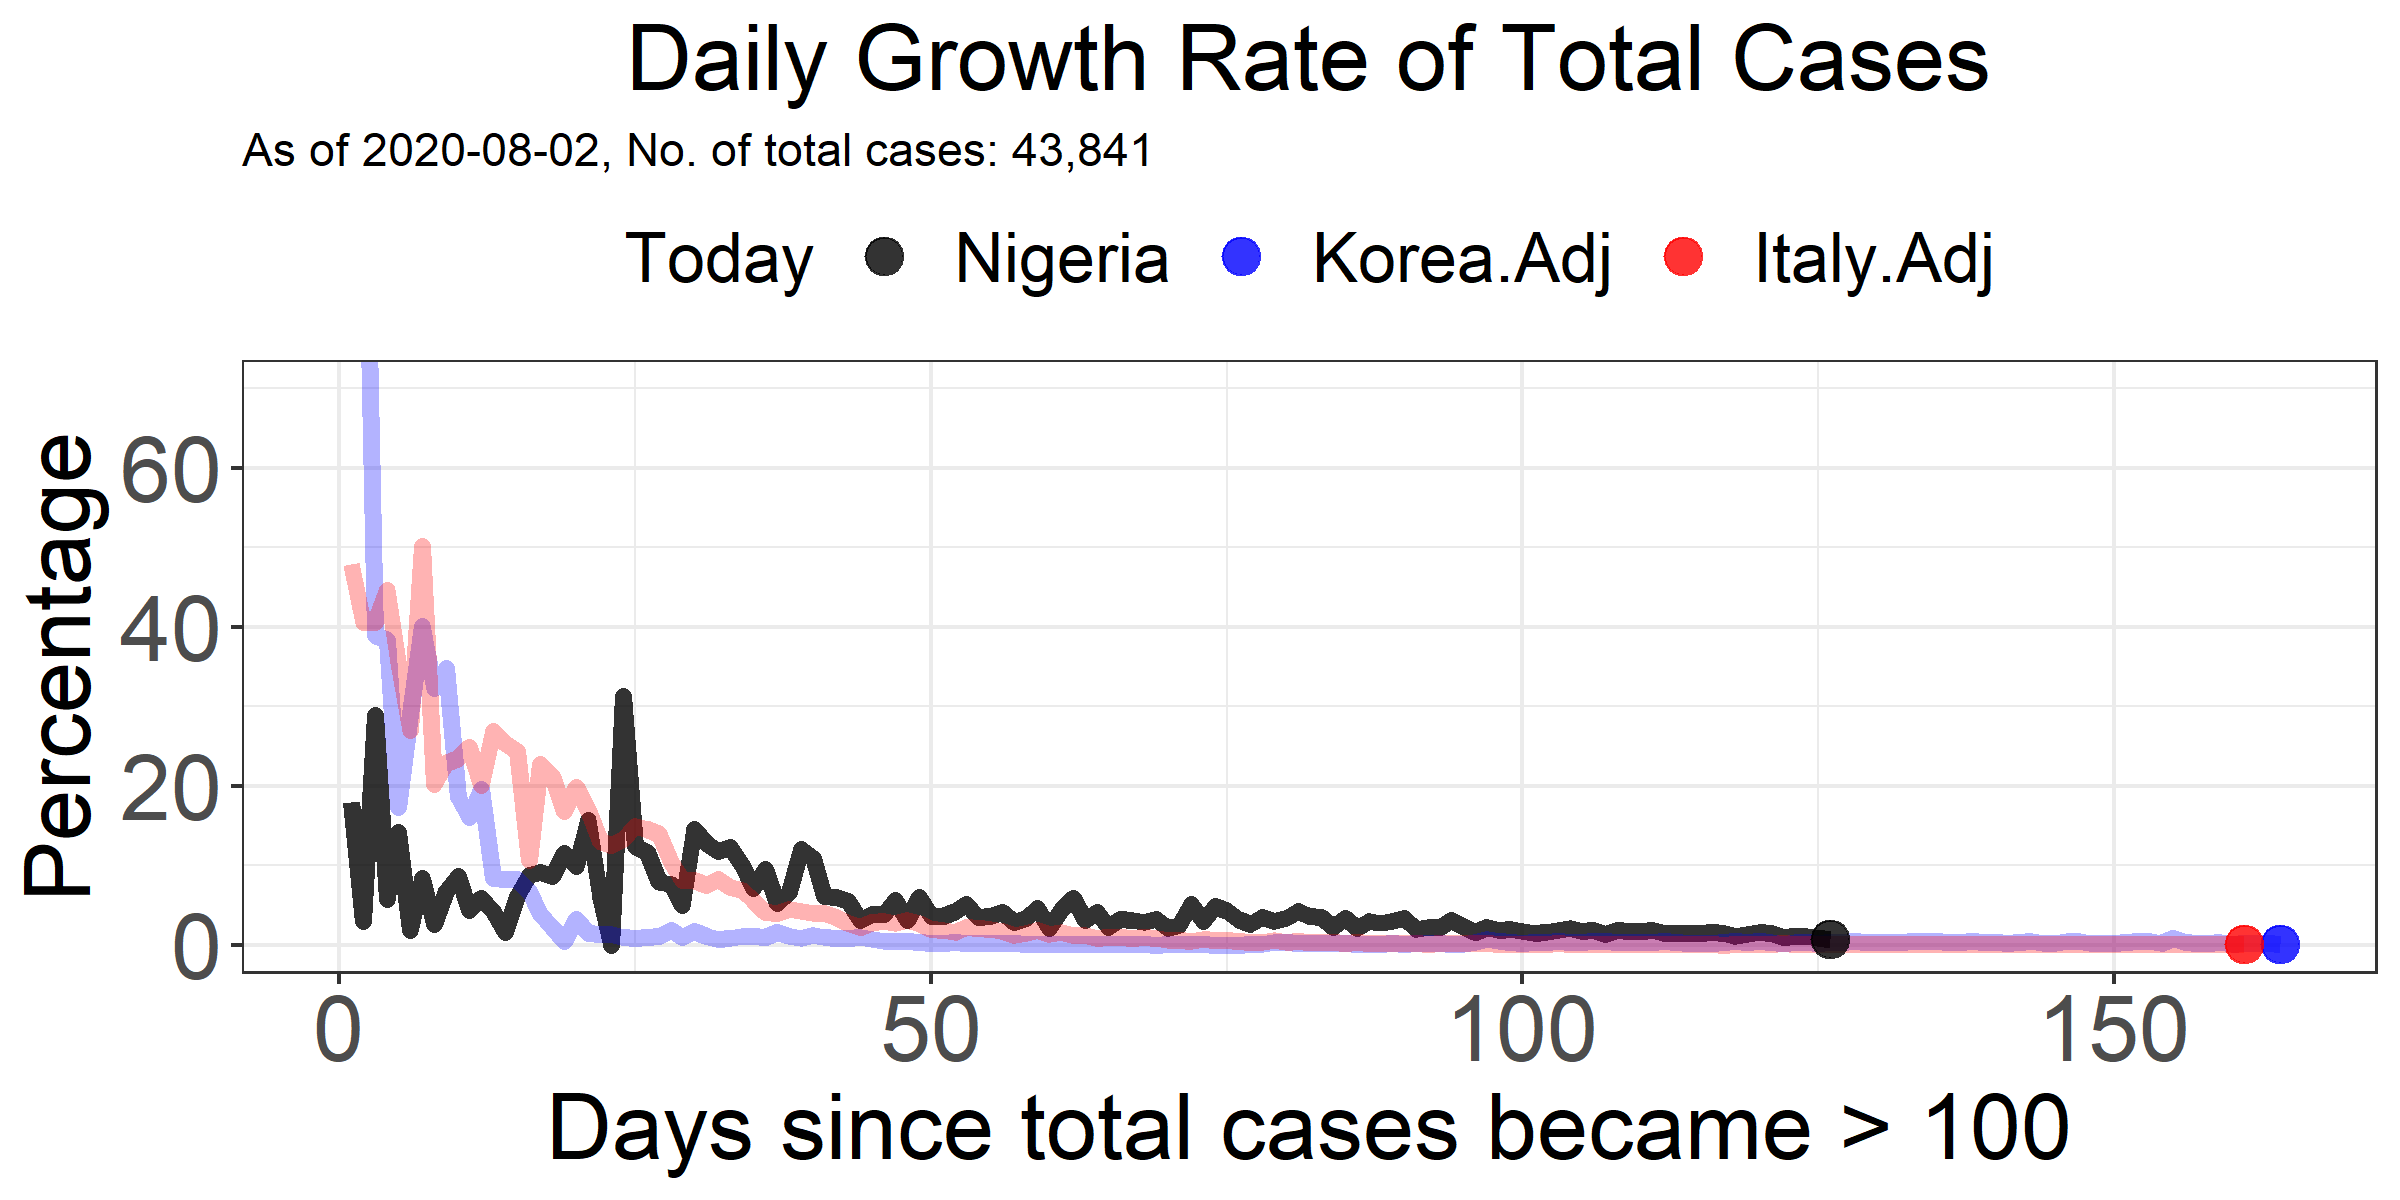 Daily Growth Rate of Total Cases
As of 2020-08-02, No. of total cases: 43,841
Today Nigeria Korea.Adj Italy.Adj
Percentage
60
40
20
0
0 50 100 150
Days since total cases became > 100